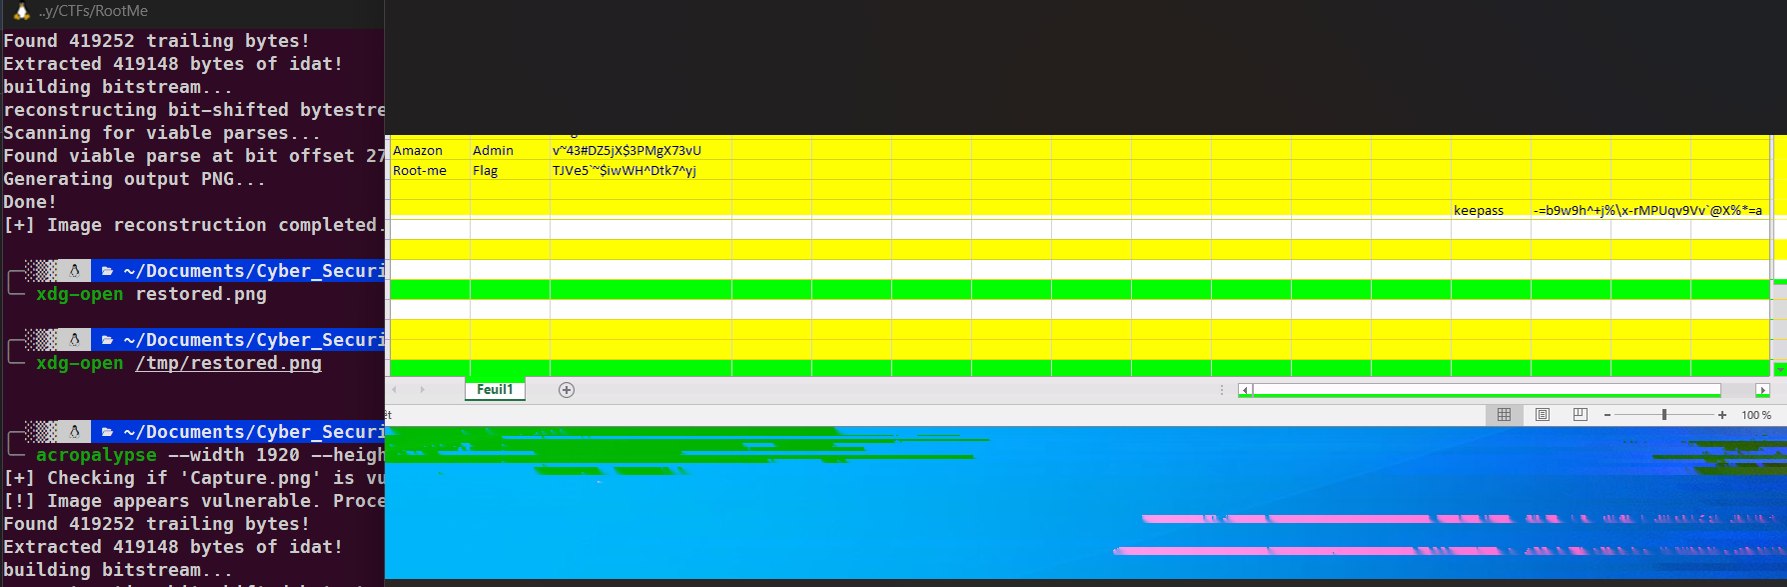 ..y/CTFs/RootMe
Found 419252 trailing bytes!
Extracted 419148 bytes of idat!
building bitstream...
reconstructing bit-shifted bytestre
Scanning for viable parses...
Found viable parse at bit offset 27
Generating output PNG...
Done!
[+] Image reconstruction completed.
~/Documents/Cyber_Securi
xdg-open restored.png
~/Documents/Cyber_Securi
xdg-open /tmp/restored.png
~/Documents/Cyber_Securi
acropalypse --width 1920 --heigh
[+] Checking if 'Capture.png' is vu
[!] Image appears vulnerable. Proce
Found 419252 trailing bytes!
Extracted 419148 bytes of idat!
building bitstream...
Amazon Admin v~43#DZ5jX$3PMgX73vU
Root-me Flag TJVe5`~$iwWH^Dtk7^yj
keepass -=b9w9h^+j%\x-rMPUqv9Vv`@X%*=a
Feuil1
100 %